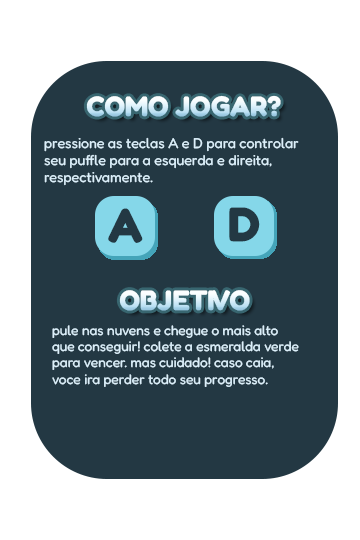 COMO JOGAR?
pressione as teclas A e D para controlar
seu puffle para a esquerda e direita,
respectivamente.
A D
OBJETIVO
pule nas nuvens e chegue o mais alto
que conseguir! colete a esmeralda verde
para vencer. mas cuidado! caso caia,
voce ira perder todo seu progresso.